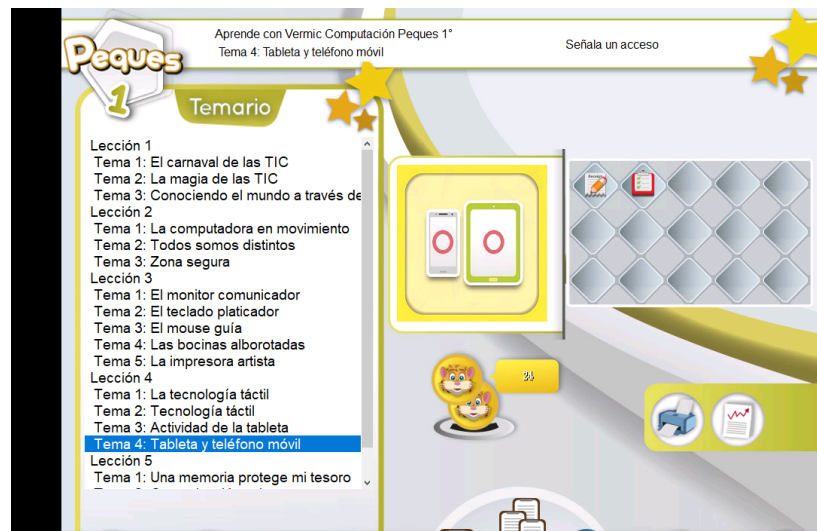 Aprende con Vermic Computación Peques 1°
Tema 4: Tableta y teléfono móvil
Señala un acceso
Peques
1
Temario
Lección 1
Tema 1: El carnaval de las TIC
Tema 2: La magia de las TIC
Tema 3: Conociendo el mundo a través de
Lección 2
Tema 1: La computadora en movimiento
Tema 2: Todos somos distintos
Tema 3: Zona segura
Lección 3
Tema 1: El monitor comunicador
Tema 2: El teclado platicador
Tema 3: El mouse guía
Tema 4: Las bocinas alborotadas
Tema 5: La impresora artista
Lección 4
Tema 1: La tecnología táctil
Tema 2: Tecnología táctil
Tema 3: Actividad de la tableta
Tema 4: Tableta y teléfono móvil
Lección 5
Tema 1: Una memoria protege mi tesoro
24